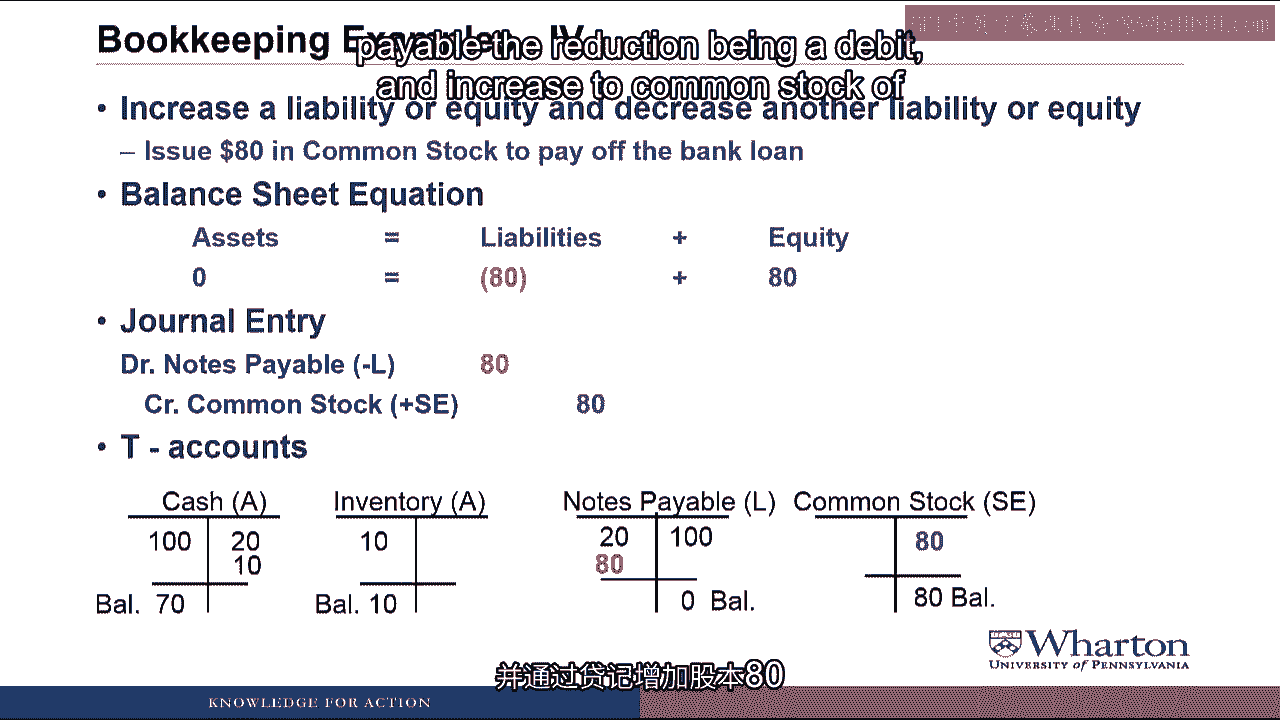 Bookkeeping Example IV
payable the reduction being a debit,
and increase to common stock of
• Increase a liability or equity and decrease another liability or equity
– Issue $80 in Common Stock to pay off the bank loan
• Balance Sheet Equation
Assets = Liabilities + Equity
0 = (80) + 80
• Journal Entry
Dr. Notes Payable (-L) 80
Cr. Common Stock (+SE) 80
• T - accounts
Cash (A) Inventory (A) Notes Payable (L) Common Stock (SE)
100 20 10 20 100 80
10 80
Bal. 70 Bal. 10 0 Bal. 80 Bal.
Wharton
UNIVERSITY of PENNSYLVANIA
并通过贷记增加股本80
KNOWLEDGE FOR ACTION